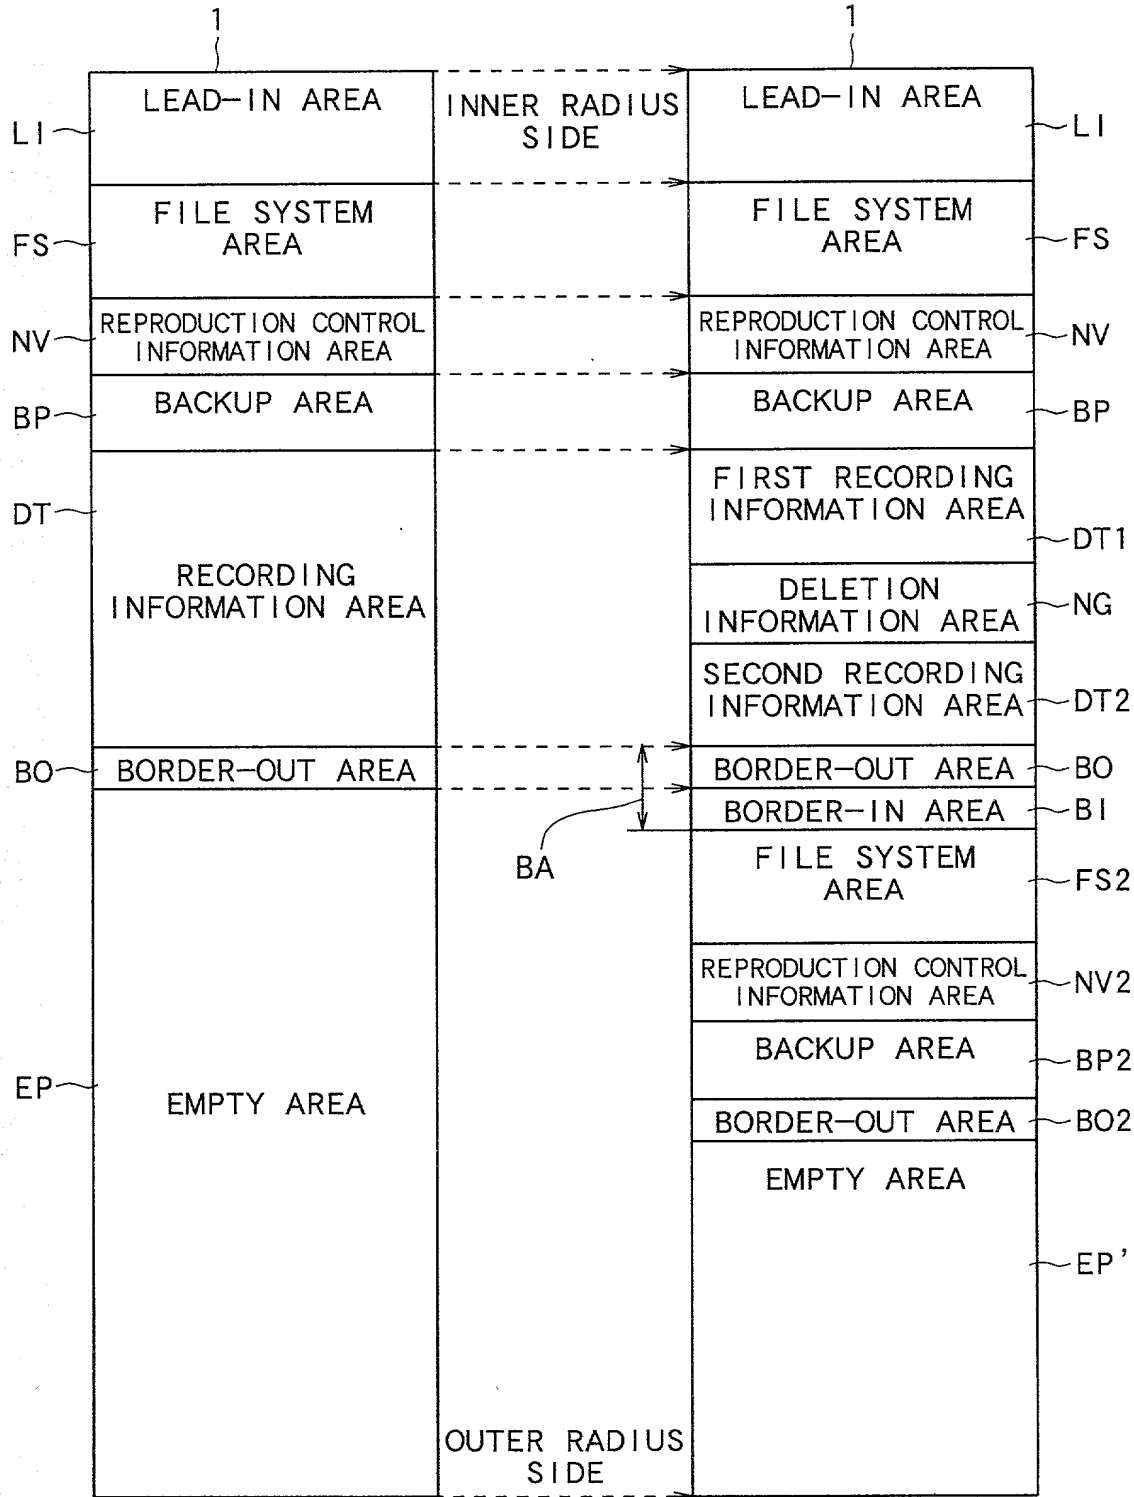 1
1
LEAD-IN AREA
INNER RADIUS
SIDE
LEAD-IN AREA
LI
LI
FILE SYSTEM
AREA
FILE SYSTEM
AREA
FS
FS
REPRODUCTION CONTROL
INFORMATION AREA
REPRODUCTION CONTROL
INFORMATION AREA
NV
NV
BACKUP AREA
BACKUP AREA
BP
BP
DT
RECORDING
INFORMATION AREA
FIRST RECORDING
INFORMATION AREA
DT1
DELETION
INFORMATION AREA
NG
SECOND RECORDING
INFORMATION AREA
DT2
BO
BORDER-OUT AREA
BORDER-OUT AREA
BO
BORDER-IN AREA
BI
BA
FILE SYSTEM
AREA
FS2
REPRODUCTION CONTROL
INFORMATION AREA
NV2
BACKUP AREA
BP2
EP
EMPTY AREA
BORDER-OUT AREA
BO2
EMPTY AREA
EP'
OUTER RADIUS
SIDE